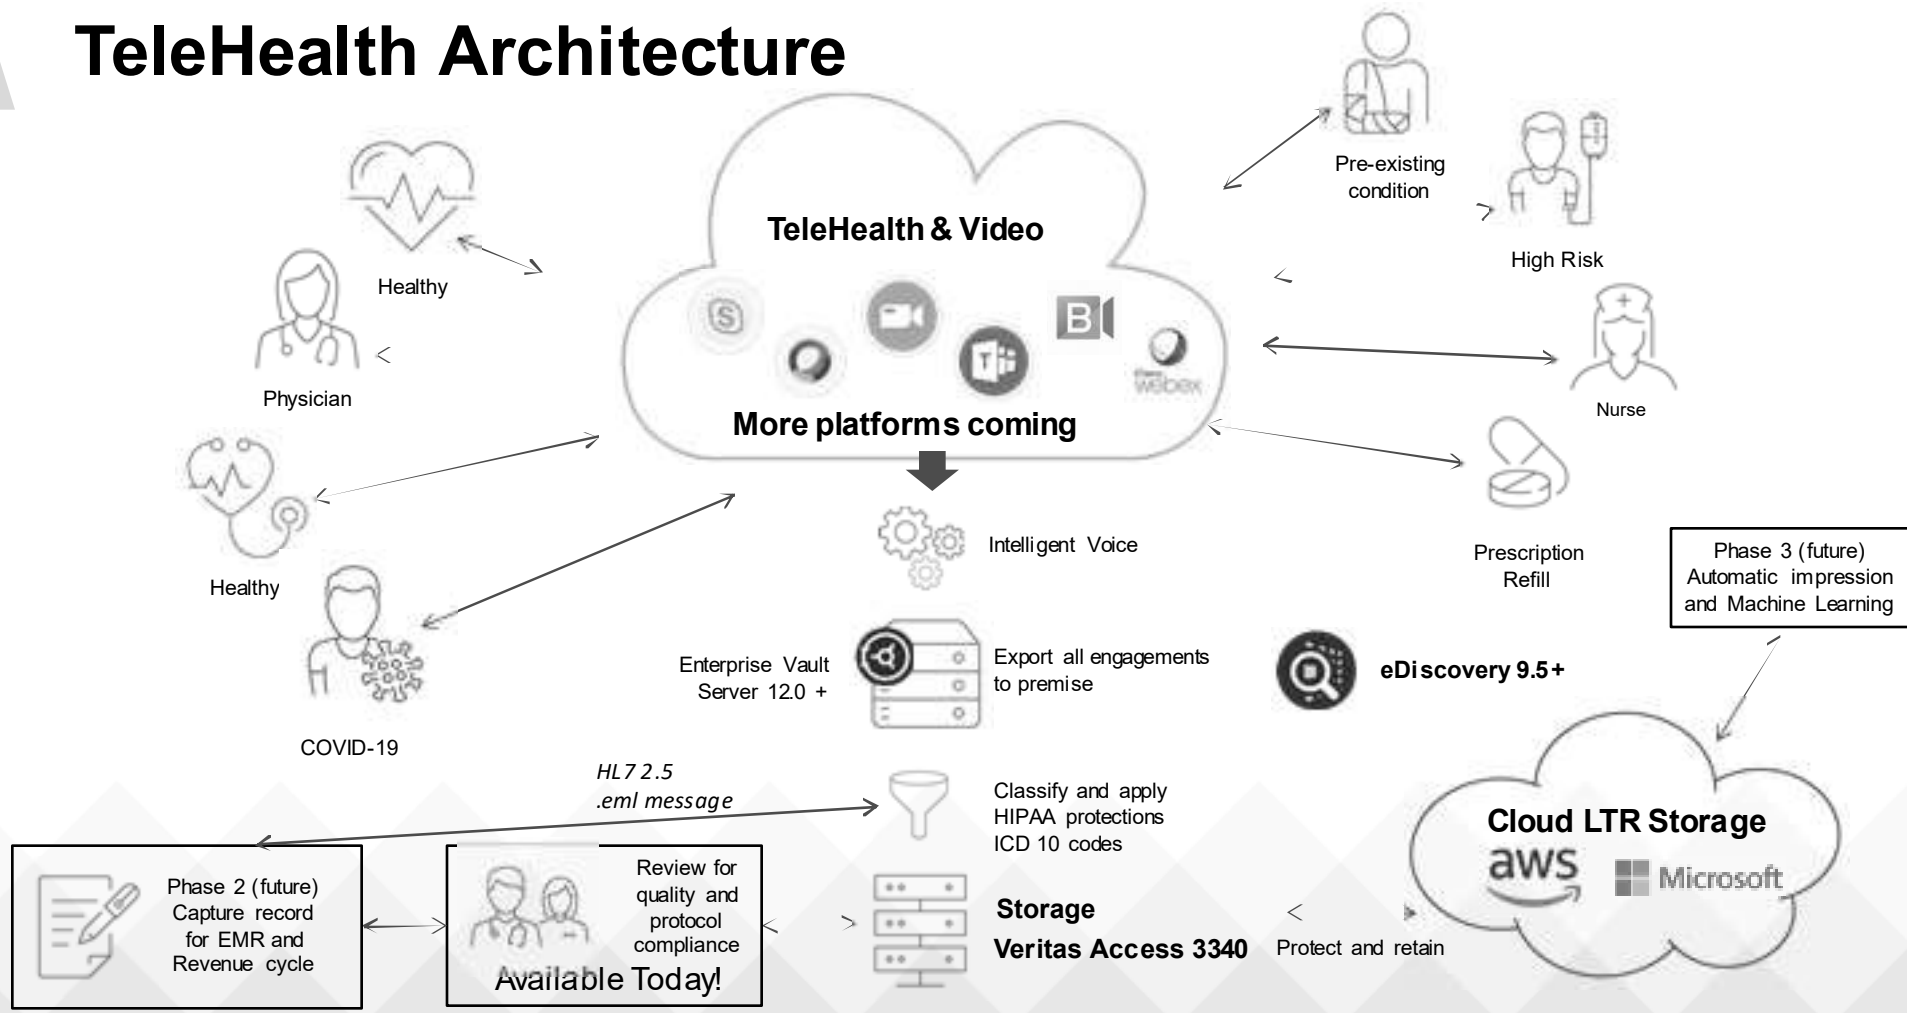 TeleHealth Architecture
Pre-existing
condition
High Risk
Healthy
Physician
TeleHealth & Video
S
B
T
webex
More platforms coming
Nurse
Healthy
Intelligent Voice
Prescription
Refill
Phase 3 (future)
Automatic impression
and Machine Learning
COVID-19
Enterprise Vault
Server 12.0 +
Export all engagements
to premise
eDiscovery 9.5+
HL7 2.5
.eml message
Classify and apply
HIPAA protections
ICD 10 codes
Cloud LTR Storage
aws
Microsoft
Phase 2 (future)
Capture record
for EMR and
Revenue cycle
Review for
quality and
protocol
compliance
Available Today!
Storage
Veritas Access 3340
Protect and retain